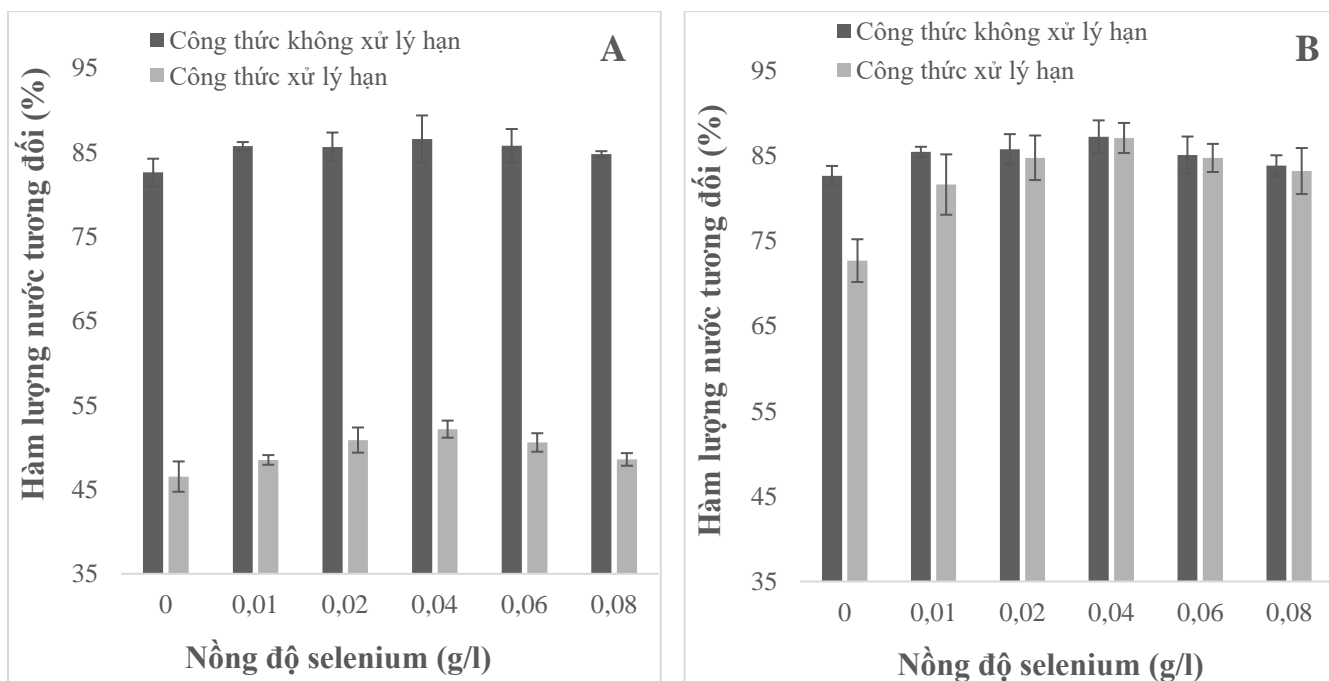 Công thức không xử lý hạn
Công thức xử lý hạn
A
Hàm lượng nước tương đối (%)
95
85
75
65
55
45
35
0 0,01 0,02 0,04 0,06 0,08
Nồng độ selenium (g/l)
Công thức không xử lý hạn
Công thức xử lý hạn
B
Hàm lượng nước tương đối (%)
95
85
75
65
55
45
35
0 0,01 0,02 0,04 0,06 0,08
Nồng độ selenium (g/l)